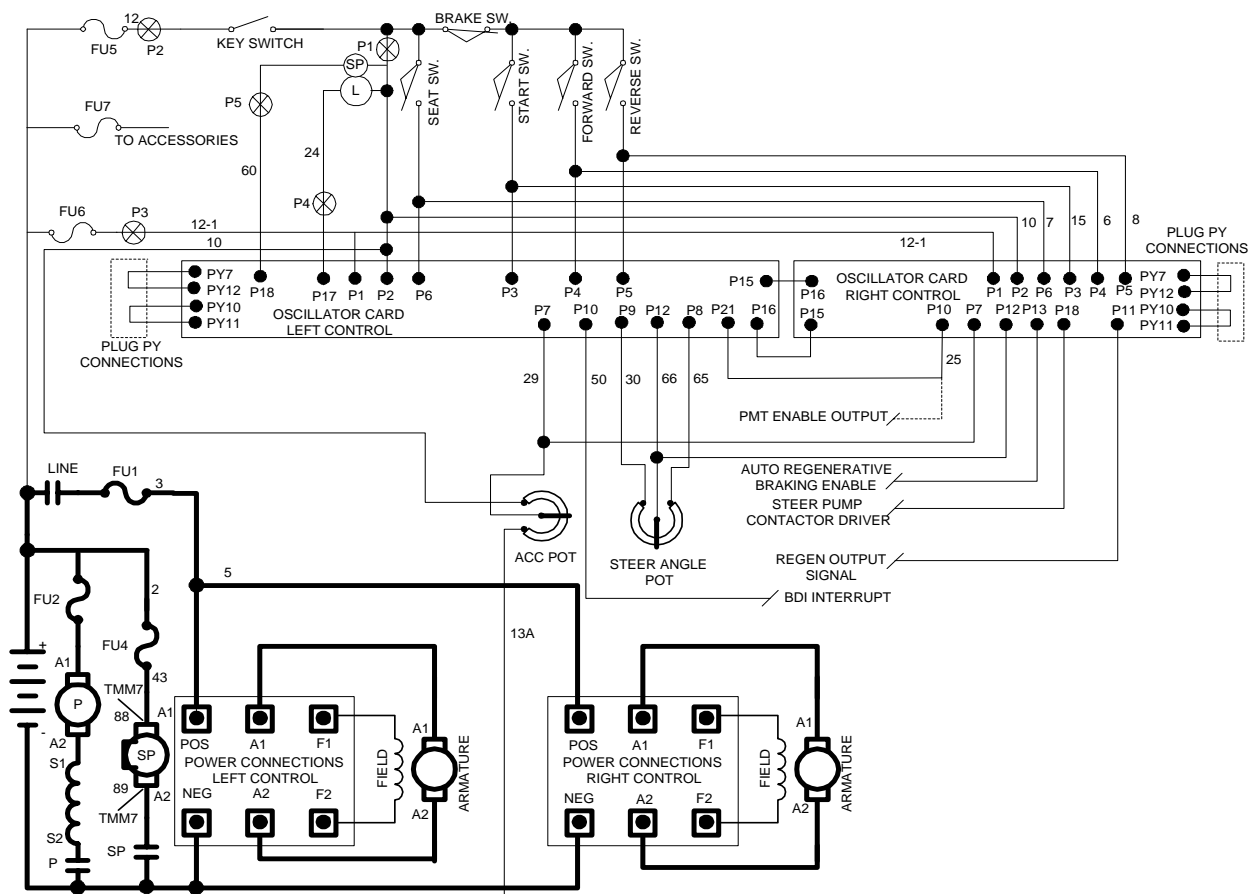 12
BRAKE SW.
FU5
P2
KEY SWITCH
P1
SP
L
P5
SEAT SW.
START SW.
FORWARD SW.
REVERSE SW.
FU7
TO ACCESSORIES
24
60
P4
FU6
P3
12-1
10
10
7
15
6
8
12-1
PLUG PY
CONNECTIONS
PY7
PY12
PY10
PY11
P18
P17
P1
P2
P6
P3
P4
P5
P15
OSCILLATOR CARD
LEFT CONTROL
P7
P10
P9
P12
P8
P21
P16
P16
P15
OSCILLATOR CARD
RIGHT CONTROL
P1
P2
P6
P3
P4
P5
PY7
PY12
PY10
PY11
P10
P7
P12
P13
P18
P11
PLUG PY
CONNECTIONS
29
50
30
66
65
25
PMT ENABLE OUTPUT
AUTO REGENERATIVE
BRAKING ENABLE
STEER PUMP
CONTACTOR DRIVER
REGEN OUTPUT
SIGNAL
BDI INTERRUPT
ACC POT
STEER ANGLE
POT
LINE
FU1
3
5
13A
FU2
2
FU4
43
+
-
A1
P
A2
S1
S2
P
TMM7
88
A1
SP
89
A2
TMM7
SP
POS
A1
F1
POWER CONNECTIONS
LEFT CONTROL
NEG
A2
F2
FIELD
A1
A2
ARMATURE
POS
A1
F1
POWER CONNECTIONS
RIGHT CONTROL
NEG
A2
F2
FIELD
A1
A2
ARMATURE